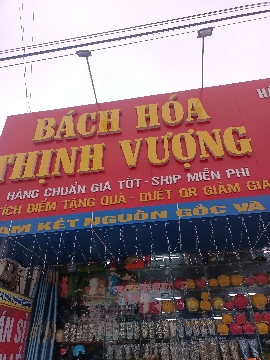 BÁCH HÓA
THỊNH VƯỢNG
HÀNG CHUẨN GIÁ TỐT - SHIP MIỄN PHÍ
TÍCH ĐIỂM TẶNG QUÀ - QUÉT QR GIẢM GIÁ
CAM KẾT NGUỒN GỐC VÀ